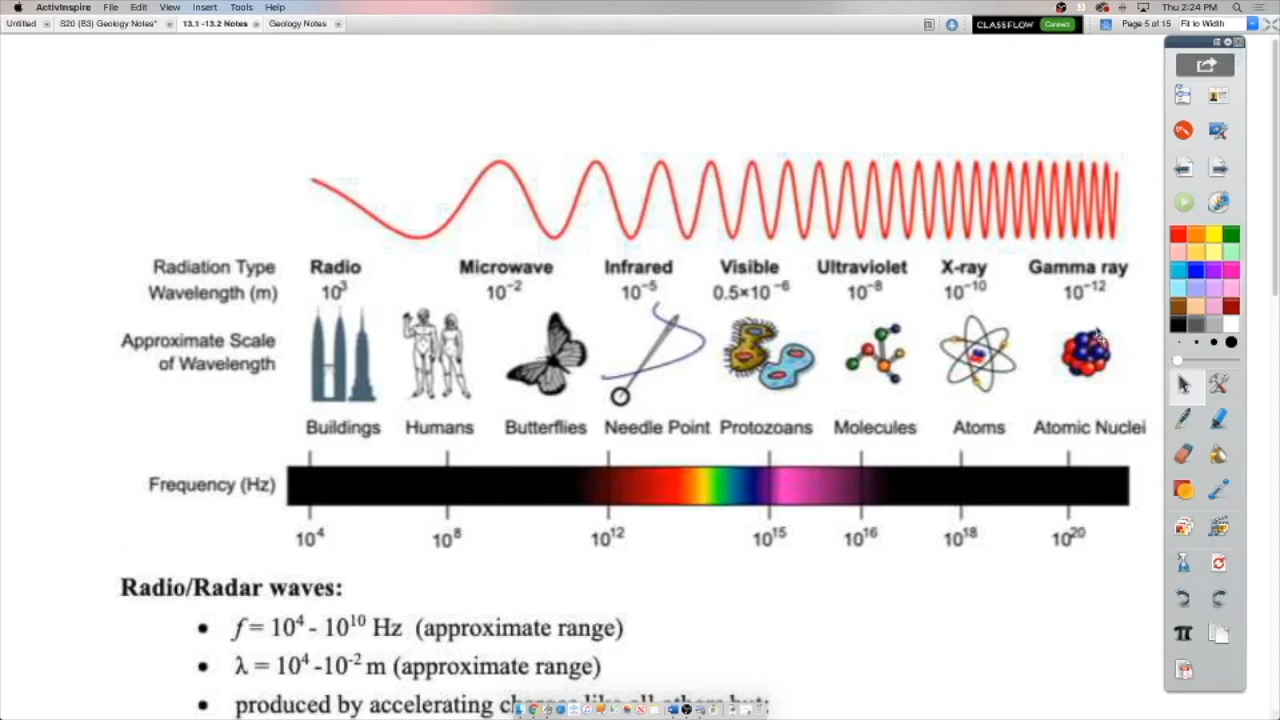 ActivInspire File Edit View Insert Tools Help Thu 2:24 PM
Untitled S20 (B3) Geology Notes* 13.1 -13.2 Notes Geology Notes CLASSFLOW Connect Page 5 of 15 Fit to Width
Radiation Type Radio Microwave Infrared Visible Ultraviolet X-ray Gamma ray
Wavelength (m) 10³ 10⁻² 10⁻⁵ 0.5×10⁻⁶ 10⁻⁸ 10⁻¹⁰ 10⁻¹²
Approximate Scale
of Wavelength
Buildings Humans Butterflies Needle Point Protozoans Molecules Atoms Atomic Nuclei
Frequency (Hz)
10⁴ 10⁸ 10¹² 10¹⁵ 10¹⁶ 10¹⁸ 10²⁰
Radio/Radar waves:
• f = 10⁴ - 10¹⁰ Hz (approximate range)
• λ = 10⁴ -10⁻² m (approximate range)
• produced by accelerating